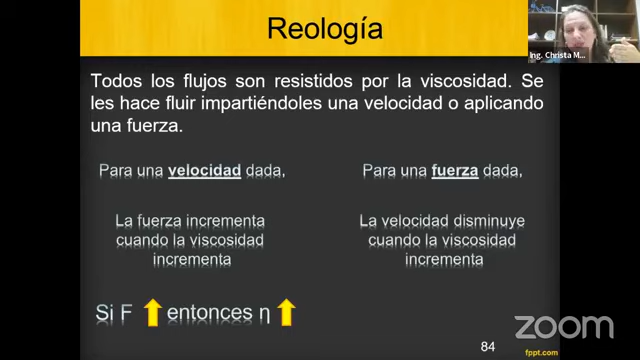 Reología
Ing. Christa M...
Todos los flujos son resistidos por la viscosidad. Se
les hace fluir impartiéndoles una velocidad o aplicando
una fuerza.
Para una velocidad dada,
La fuerza incrementa
cuando la viscosidad
incrementa
Para una fuerza dada,
La velocidad disminuye
cuando la viscosidad
incrementa
Si F entonces η
zoom
84
fppt.com